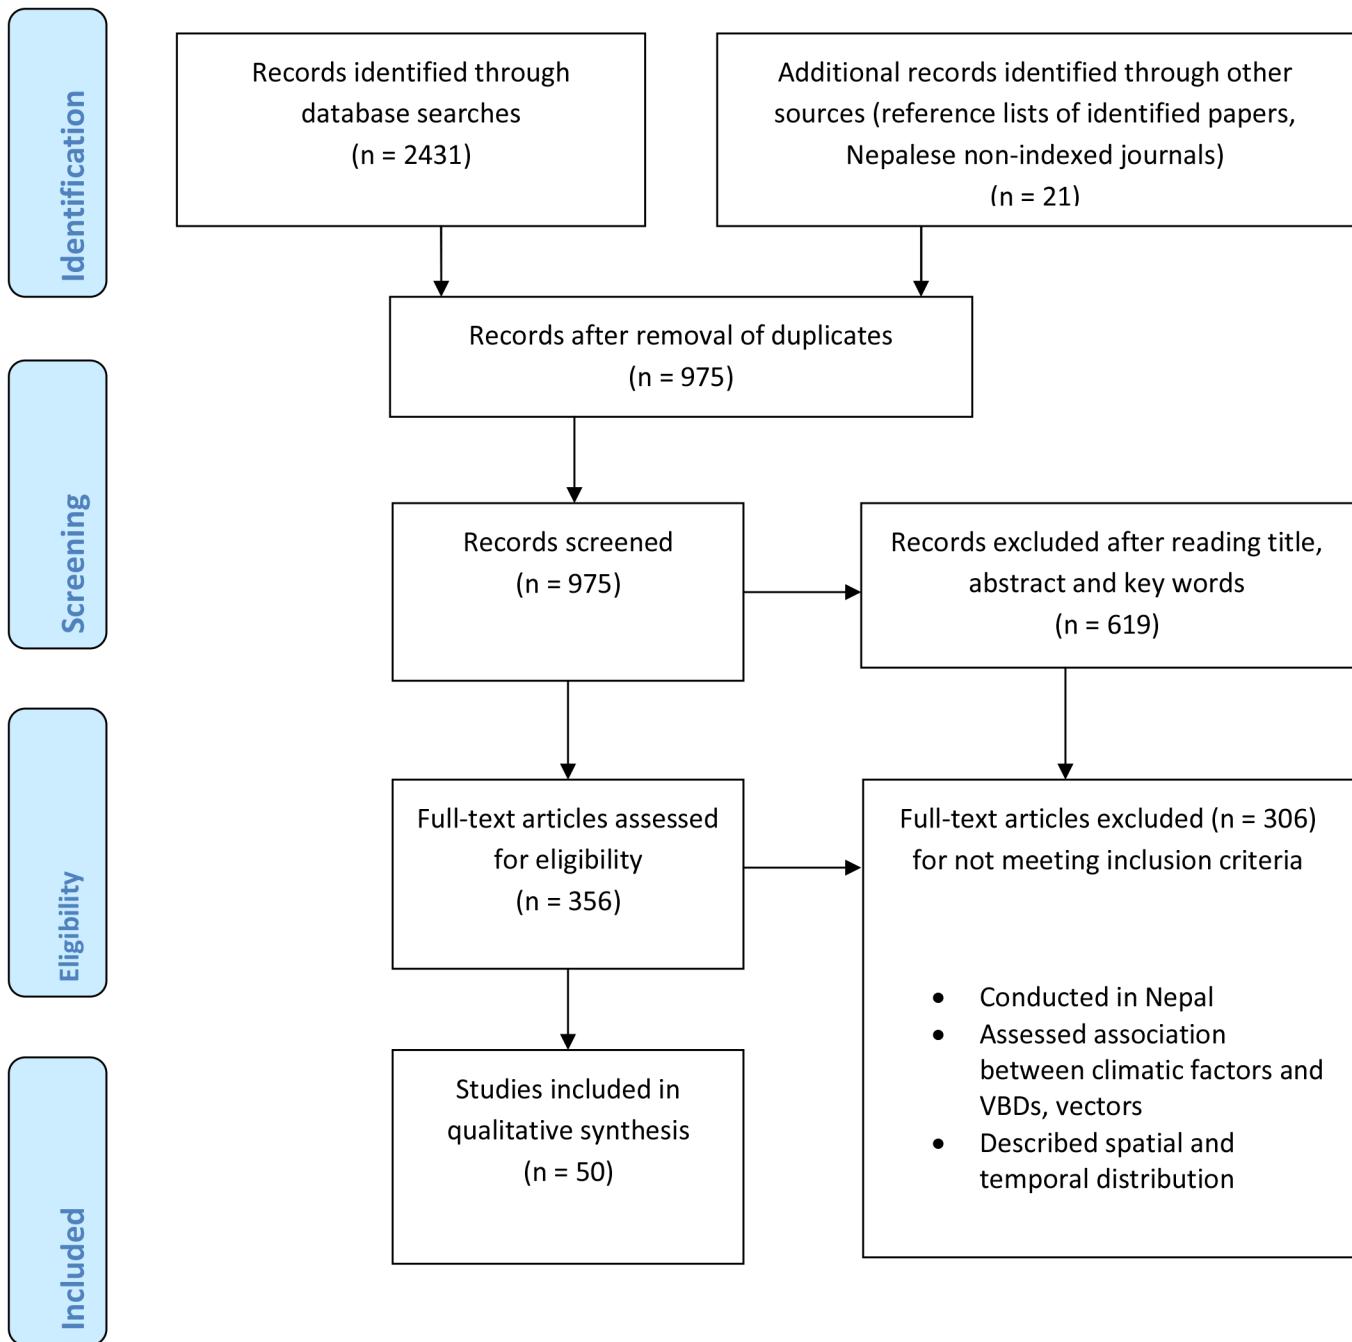 Identification
Records identified through
database searches
(n = 2431)
Additional records identified through other
sources (reference lists of identified papers,
Nepalese non-indexed journals)
(n = 21)
Records after removal of duplicates
(n = 975)
Screening
Records screened
(n = 975)
Records excluded after reading title,
abstract and key words
(n = 619)
Eligibility
Full-text articles assessed
for eligibility
(n = 356)
Full-text articles excluded (n = 306)
for not meeting inclusion criteria
• Conducted in Nepal
• Assessed association
between climatic factors and
VBDs, vectors
• Described spatial and
temporal distribution
Included
Studies included in
qualitative synthesis
(n = 50)